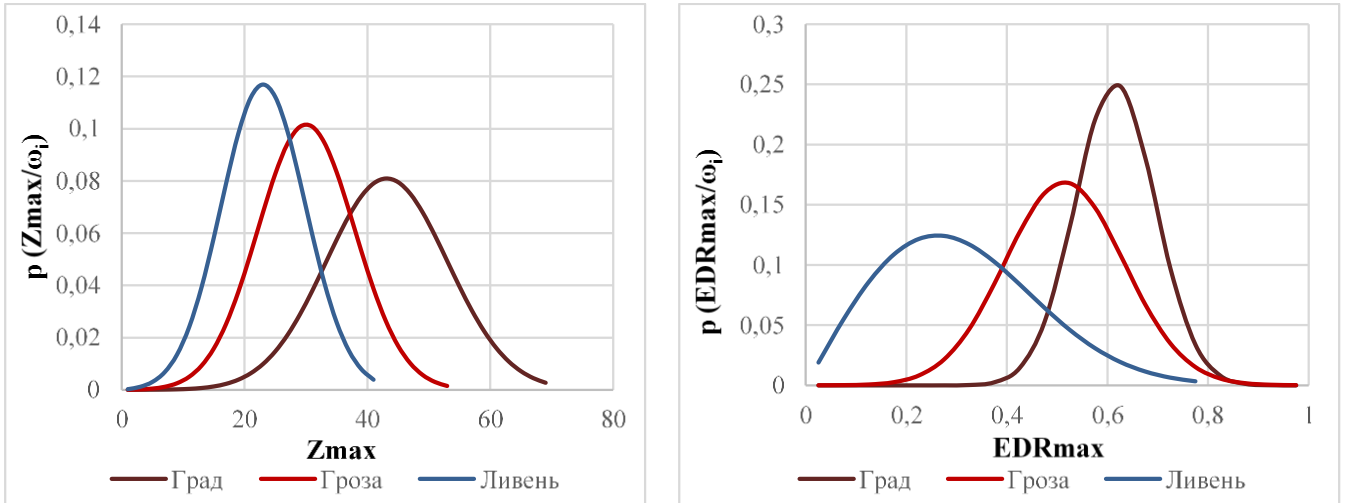 0,14
0,12
0,1
0,08
0,06
0,04
0,02
0
p (Zmax/ωi)
0 20 40 60 80
Zmax
Град Гроза Ливень
0,3
0,25
0,2
0,15
0,1
0,05
0
p (EDRmax/ωi)
0 0,2 0,4 0,6 0,8 1
EDRmax
Град Гроза Ливень